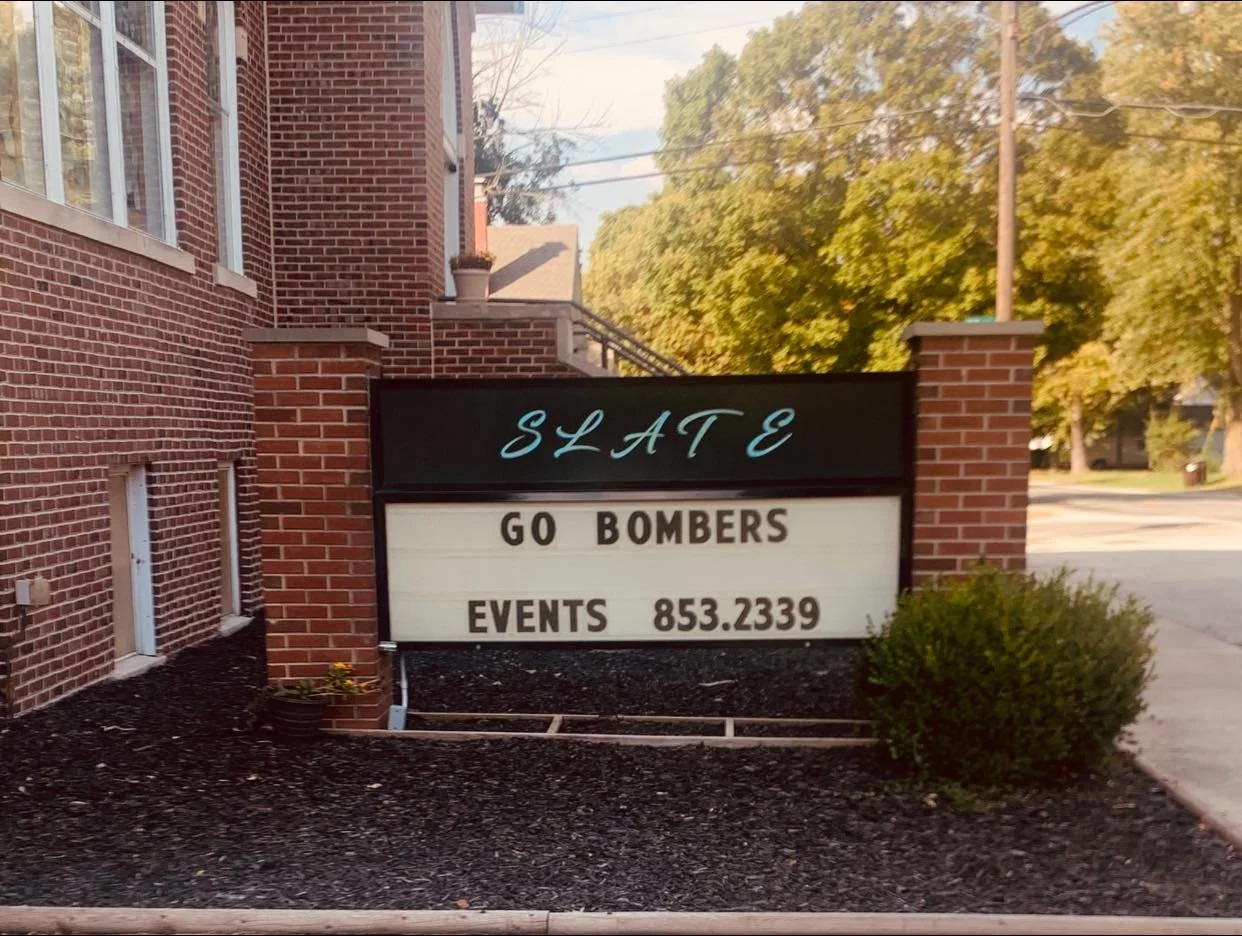 SLATE
GO BOMBERS
EVENTS 853.2339